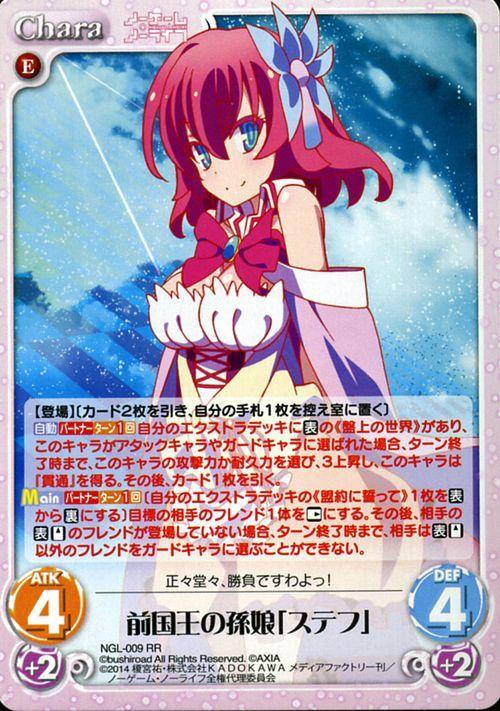 Chara
ノーゲーム
ノーライフ
E
【登場】〔カード2枚を引き、自分の手札1枚を控え室に置く〕
自動 パートナー ターン1回 自分のエクストラデッキに表の《盤上の世界》があり、
このキャラがアタックキャラやガードキャラに選ばれた場合、ターン終
了時まで、このキャラの攻撃力か耐久力を選び、3上昇し、このキャラは
『貫通』を得る。その後、カード1枚を引く。
Main パートナー ターン1回 〔自分のエクストラデッキの《盟約に誓って》1枚を表
から裏にする〕目標の相手のフレンド1体を にする。その後、相手の
表 のフレンドが登場していない場合、ターン終了時まで、相手は表
以外のフレンドをガードキャラに選ぶことができない。
正々堂々、勝負ですわよっ!
ATK
4
DEF
4
前国王の孫娘「ステフ」
+2
+2
NGL-009 RR
©bushiroad All Rights Reserved. ©AXIA
©2014 榎宮祐・株式会社KADOKAWA メディアファクトリー刊/
ノーゲーム・ノーライフ全権代理委員会